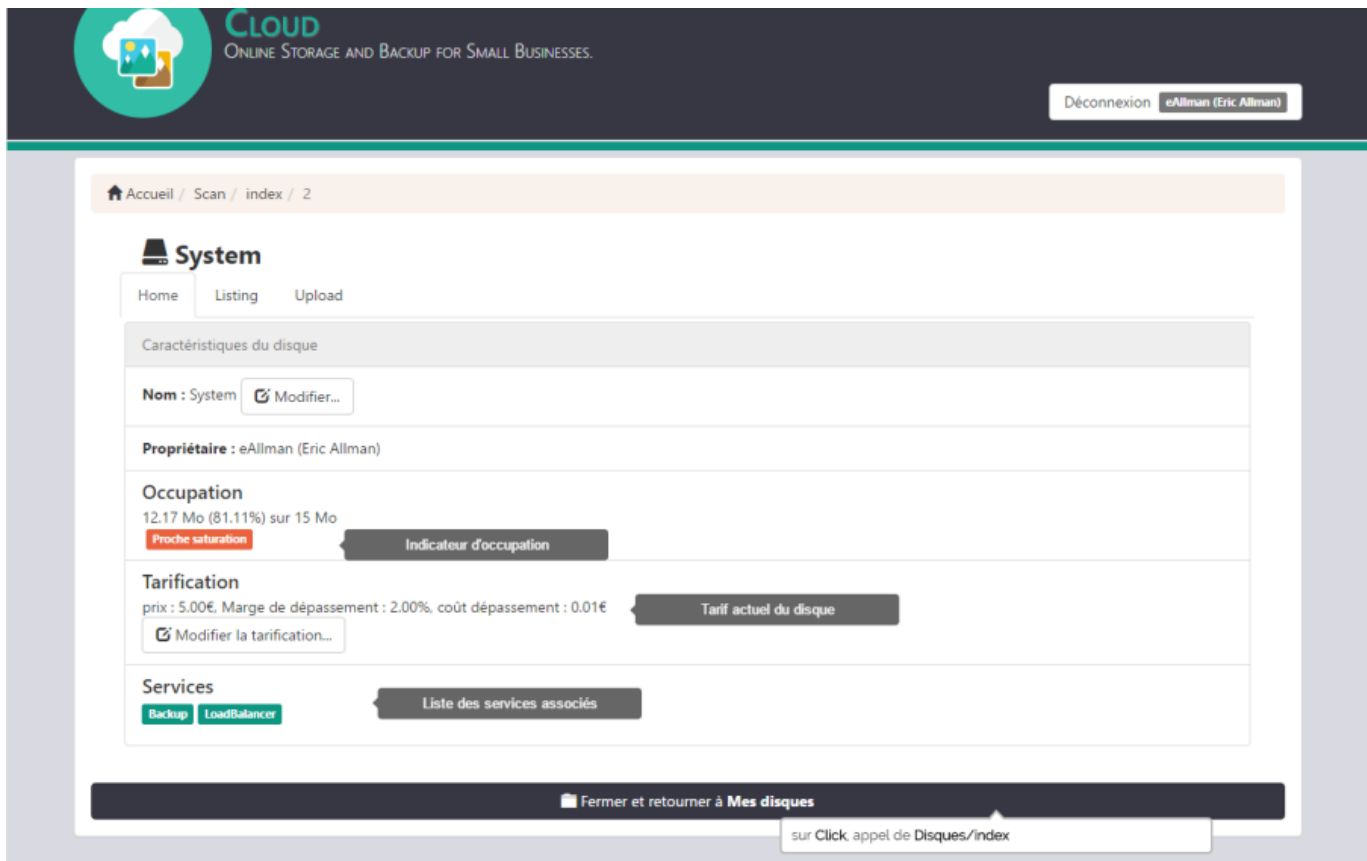 CLOUD
ONLINE STORAGE AND BACKUP FOR SMALL BUSINESSES.
Déconnexion eAllman (Eric Allman)
Accueil / Scan / index / 2
System
Home Listing Upload
Caractéristiques du disque
Nom : System Modifier...
Propriétaire : eAllman (Eric Allman)
Occupation
12.17 Mo (81.11%) sur 15 Mo
Proche saturation Indicateur d'occupation
Tarification
prix : 5.00€, Marge de dépassement : 2.00%, coût dépassement : 0.01€ Tarif actuel du disque
Modifier la tarification...
Services
Backup LoadBalancer Liste des services associés
Fermer et retourner à Mes disques
sur Click, appel de Disques/index